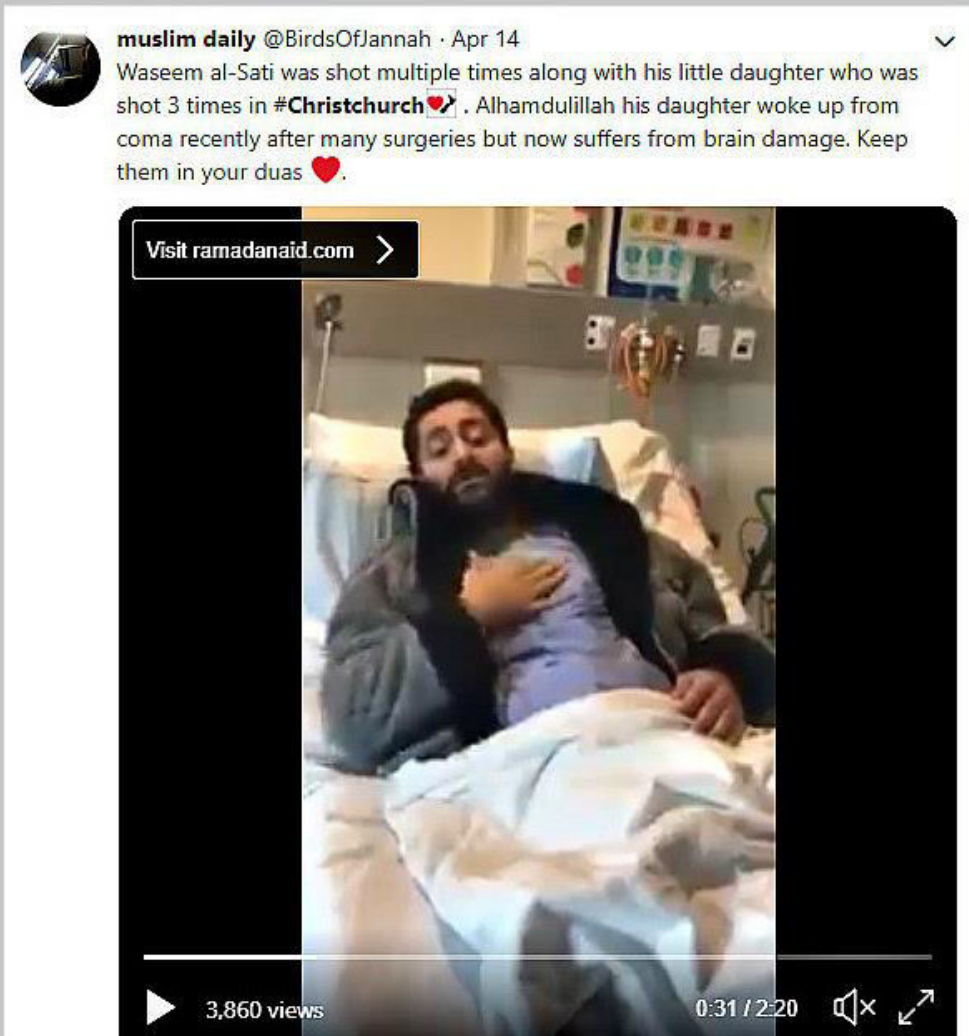 muslim daily @BirdsOfJannah · Apr 14
Waseem al-Sati was shot multiple times along with his little daughter who was
shot 3 times in #Christchurch . Alhamdulillah his daughter woke up from
coma recently after many surgeries but now suffers from brain damage. Keep
them in your duas ❤.
Visit ramadanaid.com >
3,860 views
0:31 / 2:20